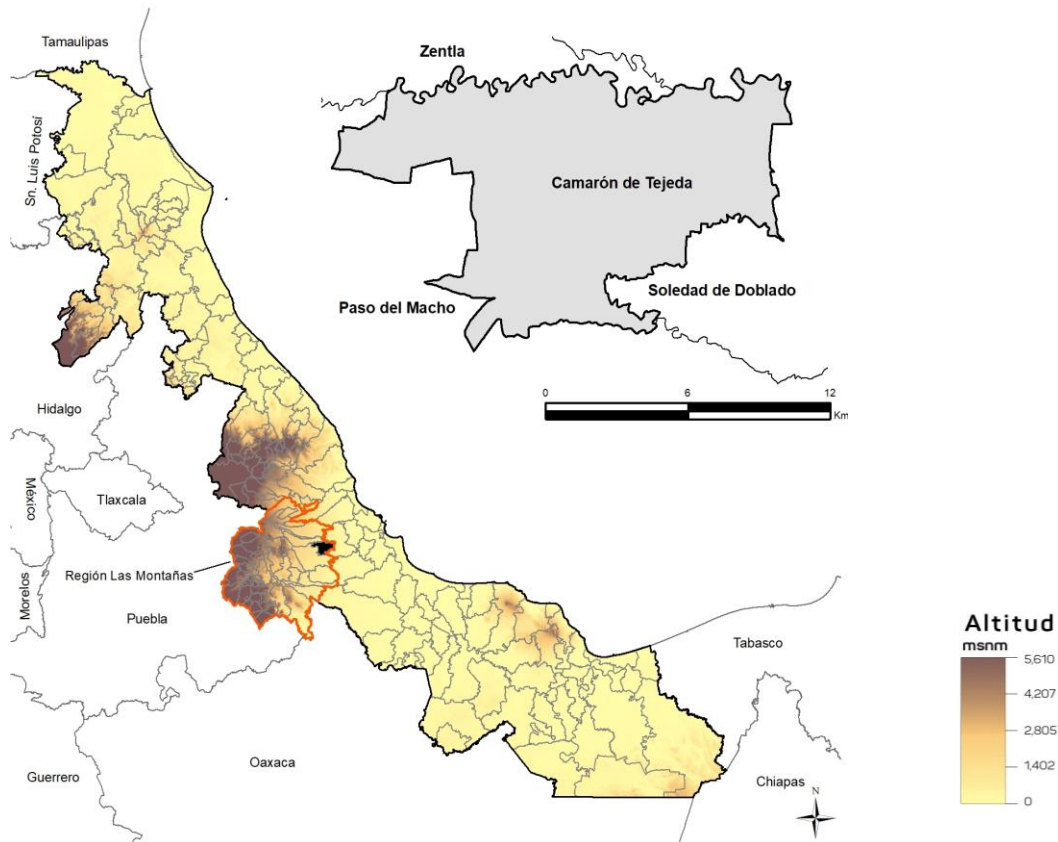 Tamaulipas
Sn. Luis Potosí
Hidalgo
México
Tlaxcala
Morelos
Región Las Montañas
Puebla
Guerrero
Oaxaca
Tabasco
Chiapas
Zentla
Camarón de Tejeda
Paso del Macho
Soledad de Doblado
0 6 12
Km
N
Altitud
msnm
5,610
4,207
2,805
1402
0